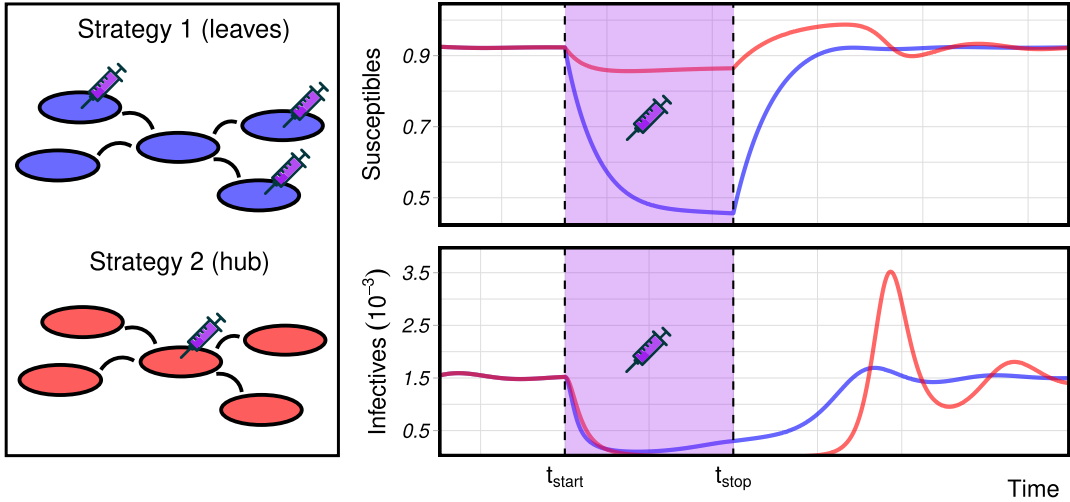 Strategy 1 (leaves)
Strategy 2 (hub)
Susceptibles
0.9
0.7
0.5
Infectives (10⁻³)
3.5
2.5
1.5
0.5
t_start
t_stop
Time